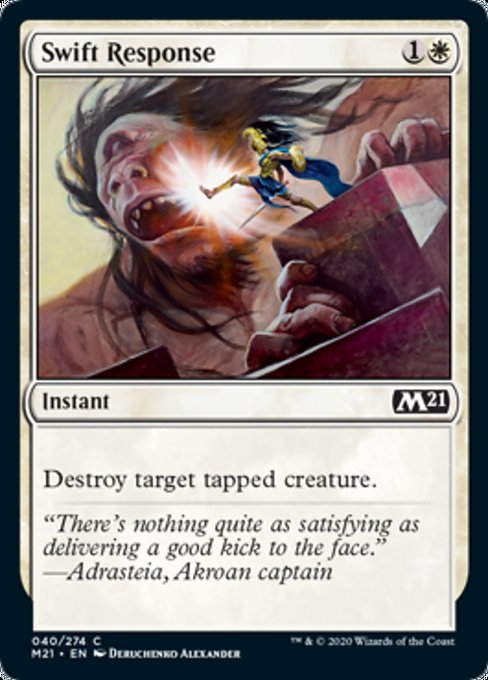 Swift Response 1
Instant M21
Destroy target tapped creature.
“There’s nothing quite as satisfying as
delivering a good kick to the face.”
—Adrasteia, Akroan captain
040/274 C
M21 • EN Deruchenko Alexander
™ & © 2020 Wizards of the Coast